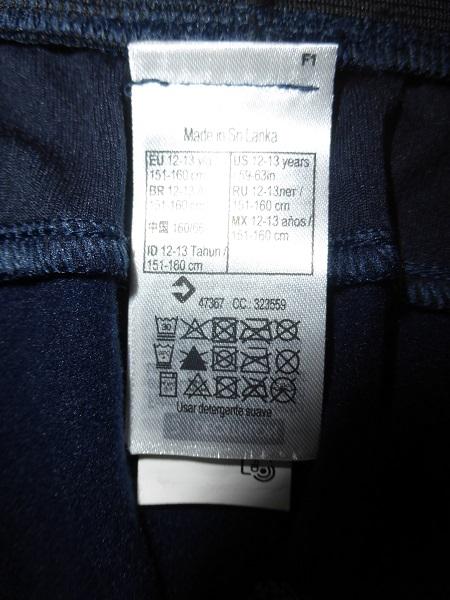 F1
Made in Sri Lanka
EU 12-13 US 12-13 years
151-160 cm 59-63in
BR 12-13 RU 12-13лет /
151-160 cm 151-160 cm
中国 160/66 MX 12-13 años /
151-160 cm
ID 12-13 Tahun /
151-160 cm
47367 CC: 323559
30
Usar detergente suave